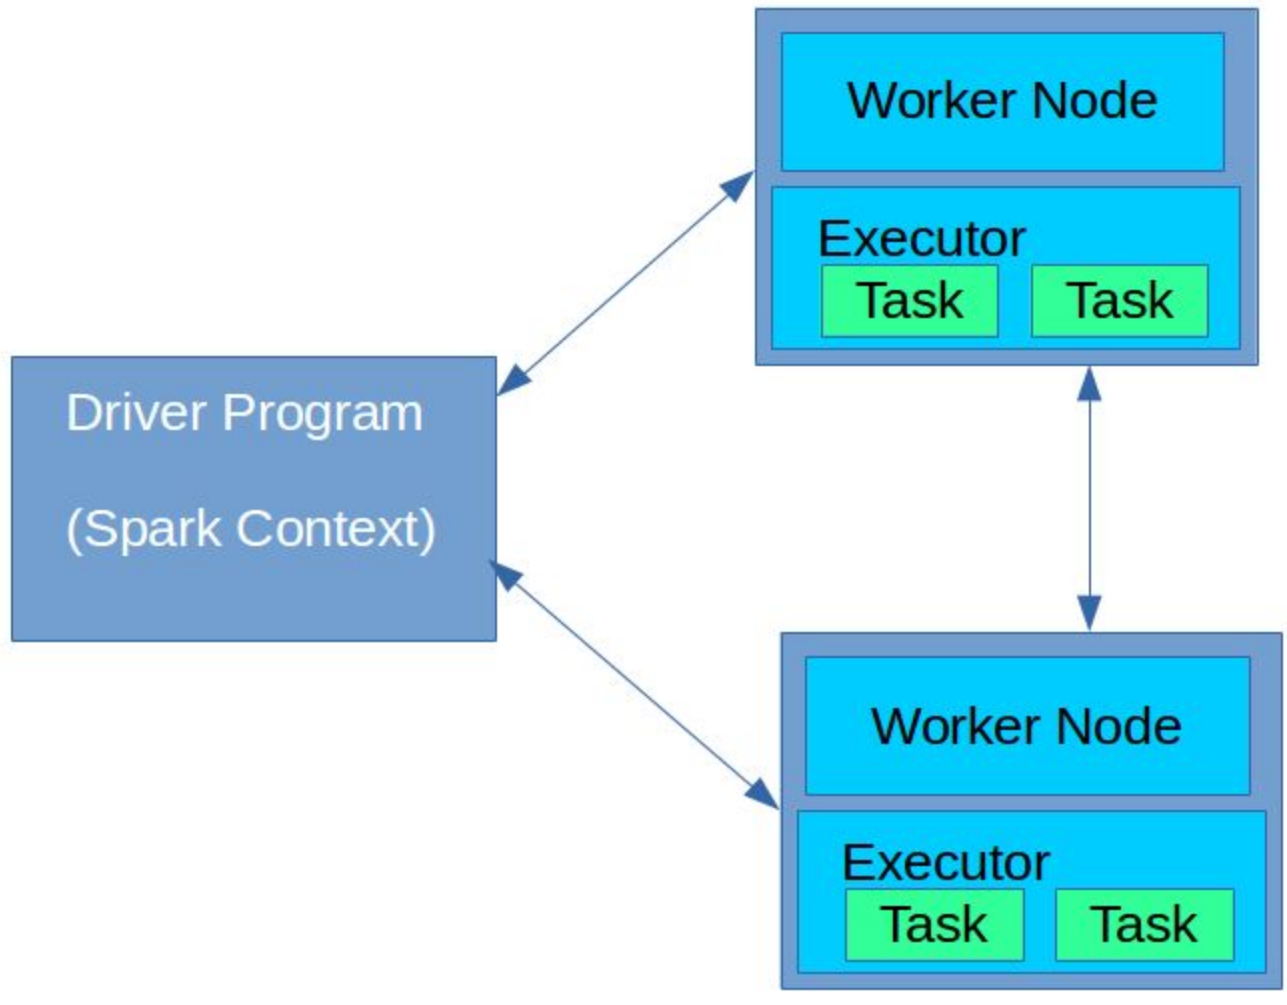 Worker Node
Executor
Task Task
Driver Program
(Spark Context)
Worker Node
Executor
Task Task